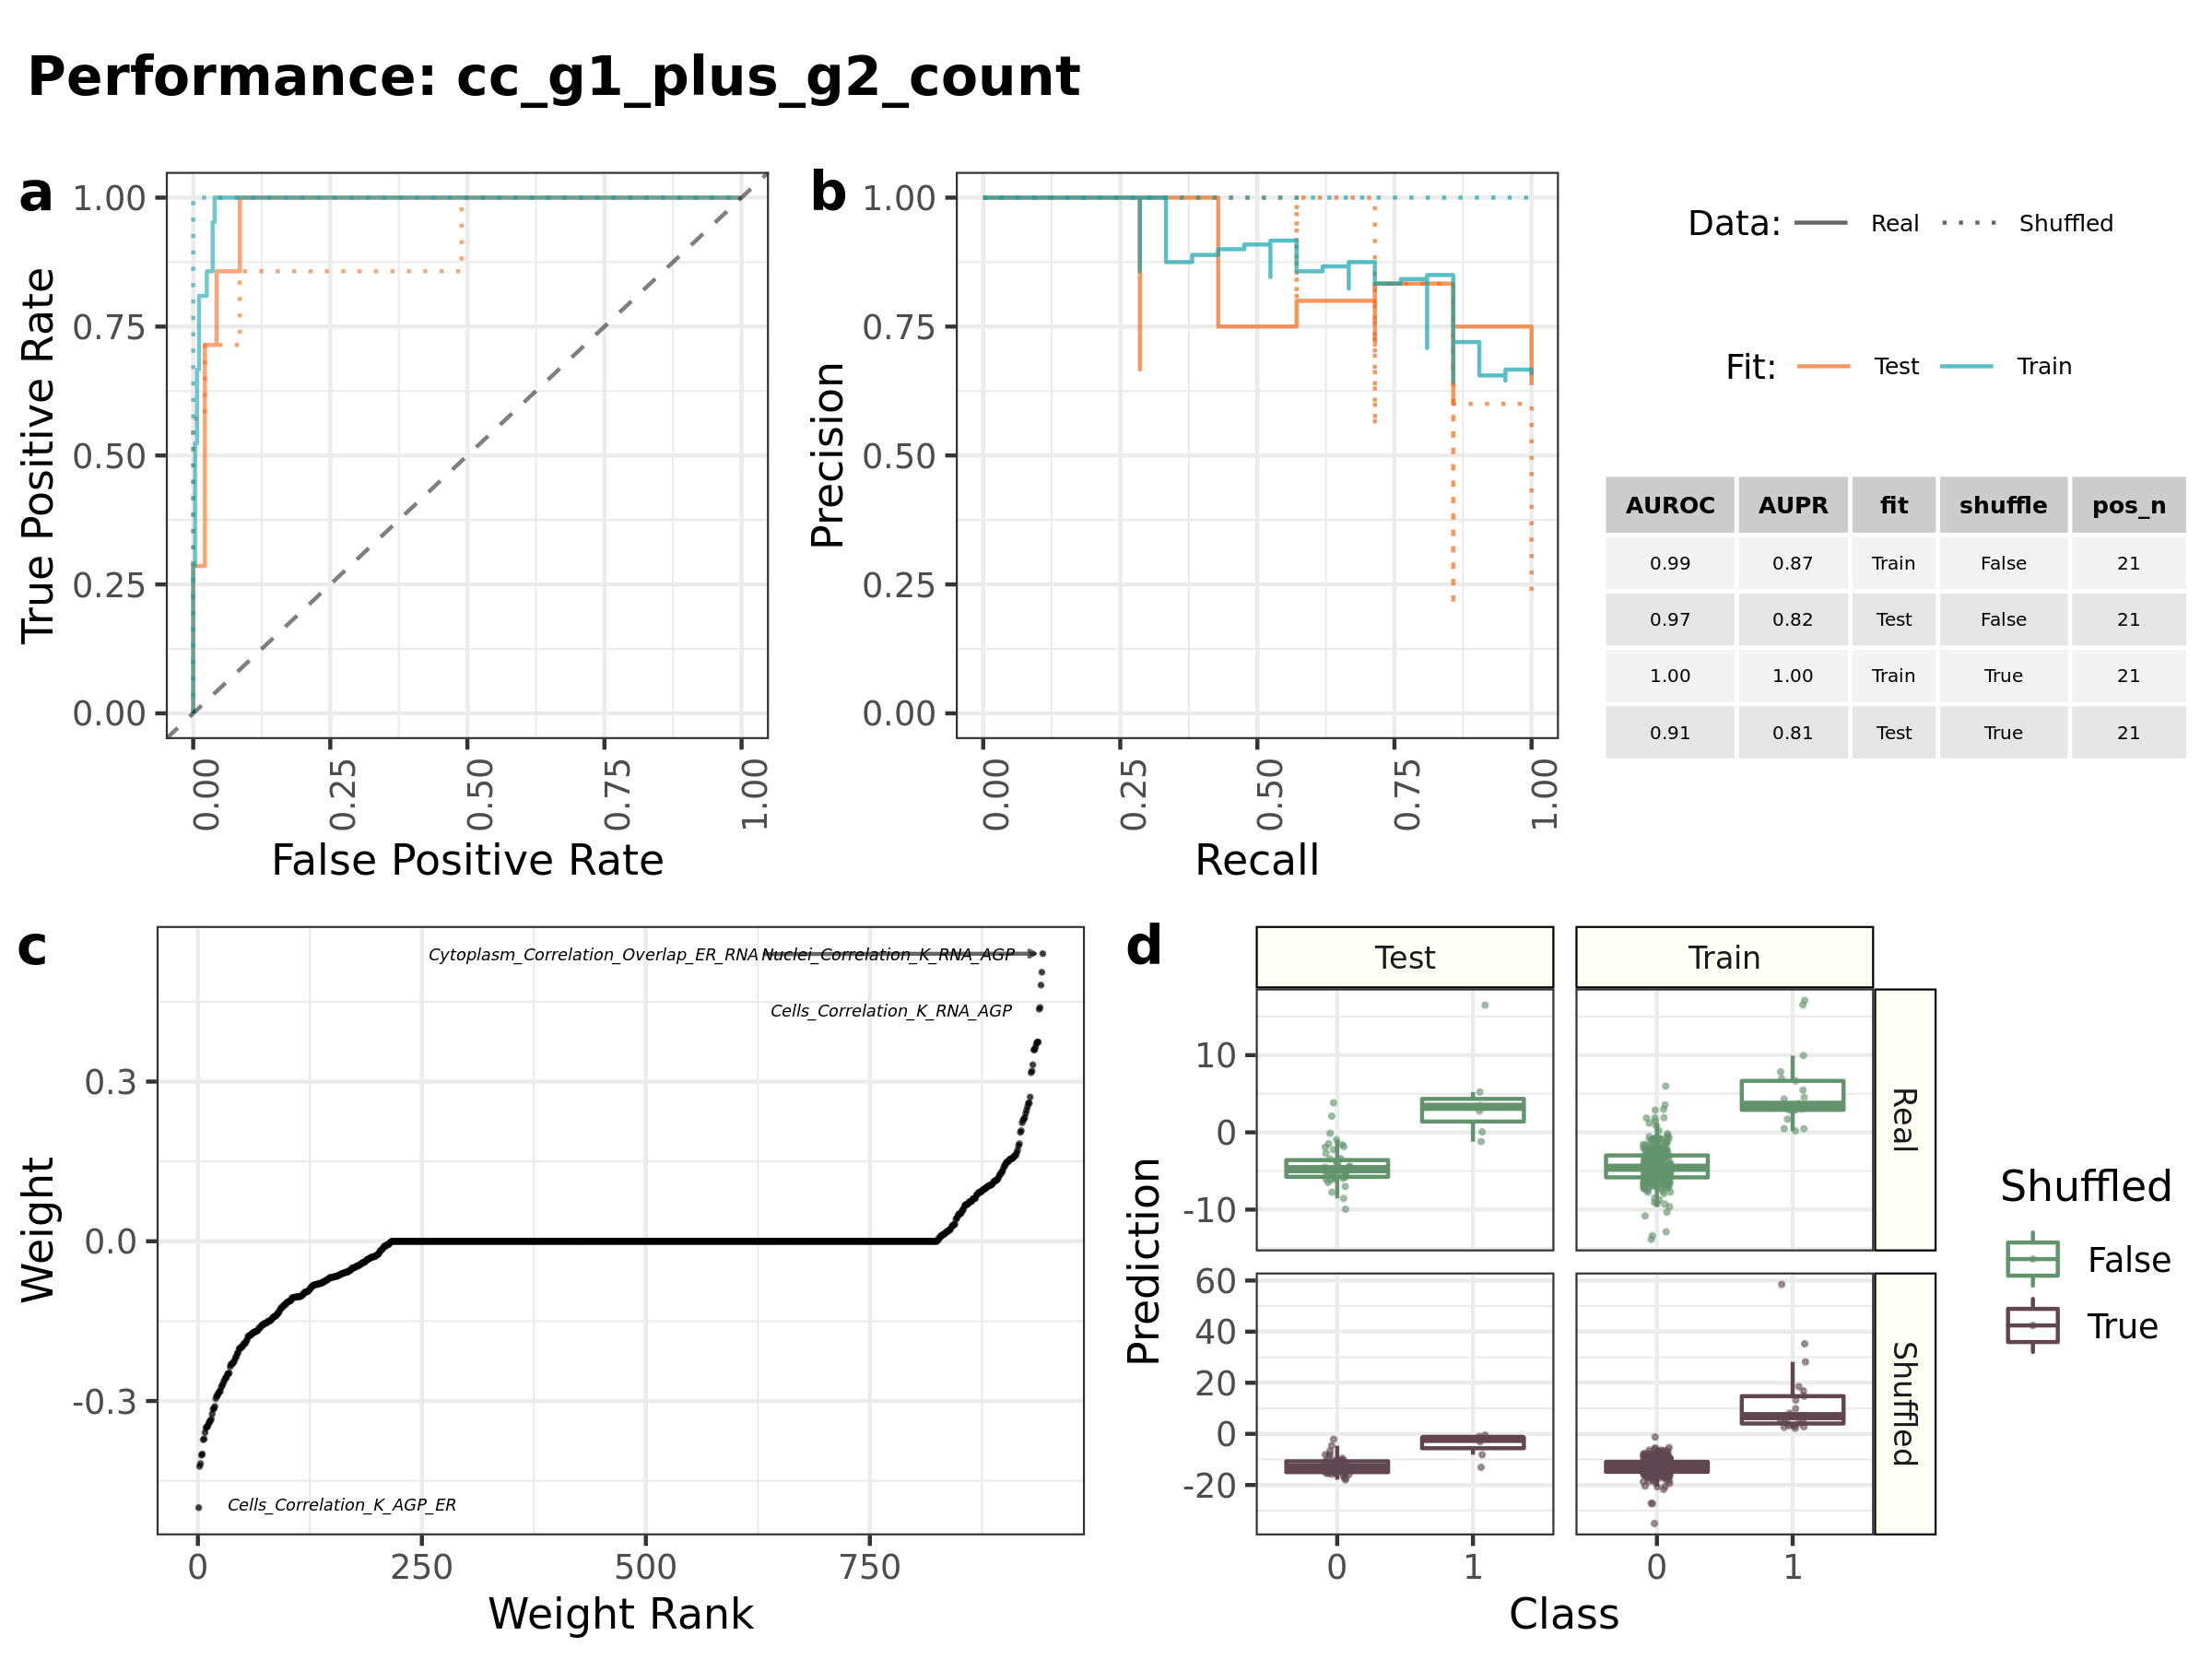 Performance: cc_g1_plus_g2_count
a
True Positive Rate
1.00
0.75
0.50
0.25
0.00
0.00
0.25
0.50
0.75
1.00
False Positive Rate
b
Precision
1.00
0.75
0.50
0.25
0.00
0.00
0.25
0.50
0.75
1.00
Recall
Data: Real Shuffled
Fit: Test Train
AUROC AUPR fit shuffle pos_n
0.99 0.87 Train False 21
0.97 0.82 Test False 21
1.00 1.00 Train True 21
0.91 0.81 Test True 21
c
Weight
0.3
0.0
-0.3
Cytoplasm_Correlation_Overlap_ER_RNA Nuclei_Correlation_K_RNA_AGP
Cells_Correlation_K_RNA_AGP
Cells_Correlation_K_AGP_ER
0 250 500 750
Weight Rank
d
Test Train
Prediction
10
0
-10
Real
60
40
20
0
-20
Shuffled
0 1 0 1
Class
Shuffled
False
True